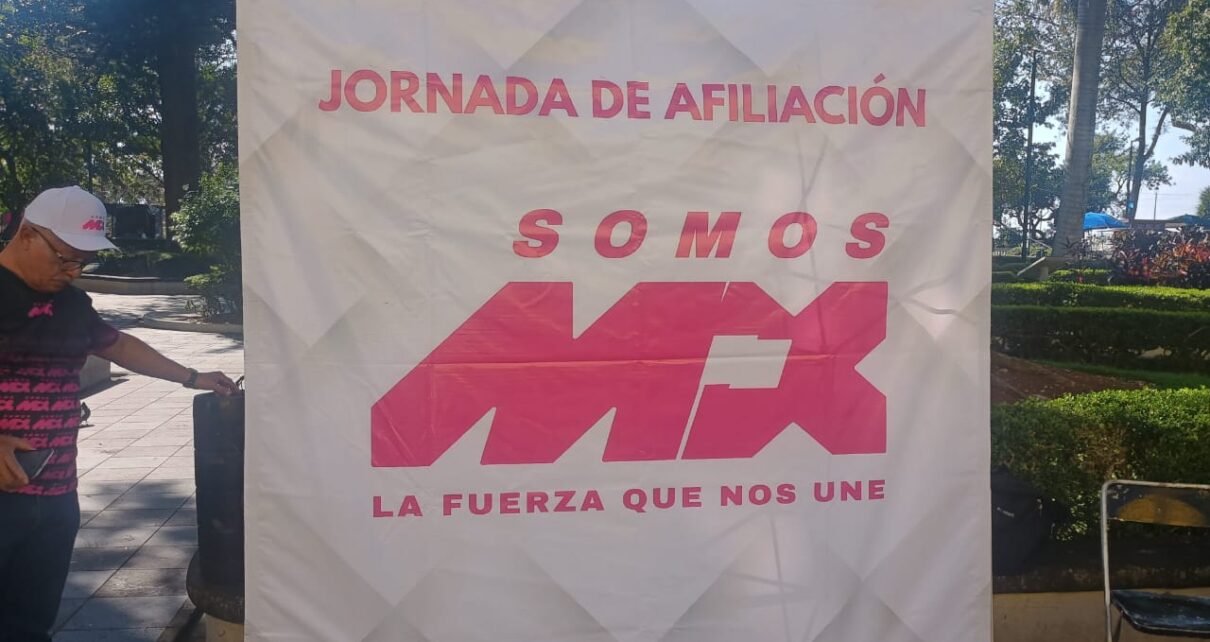 JORNADA DE AFILIACIÓN
SOMOS
MX
LA FUERZA QUE NOS UNE